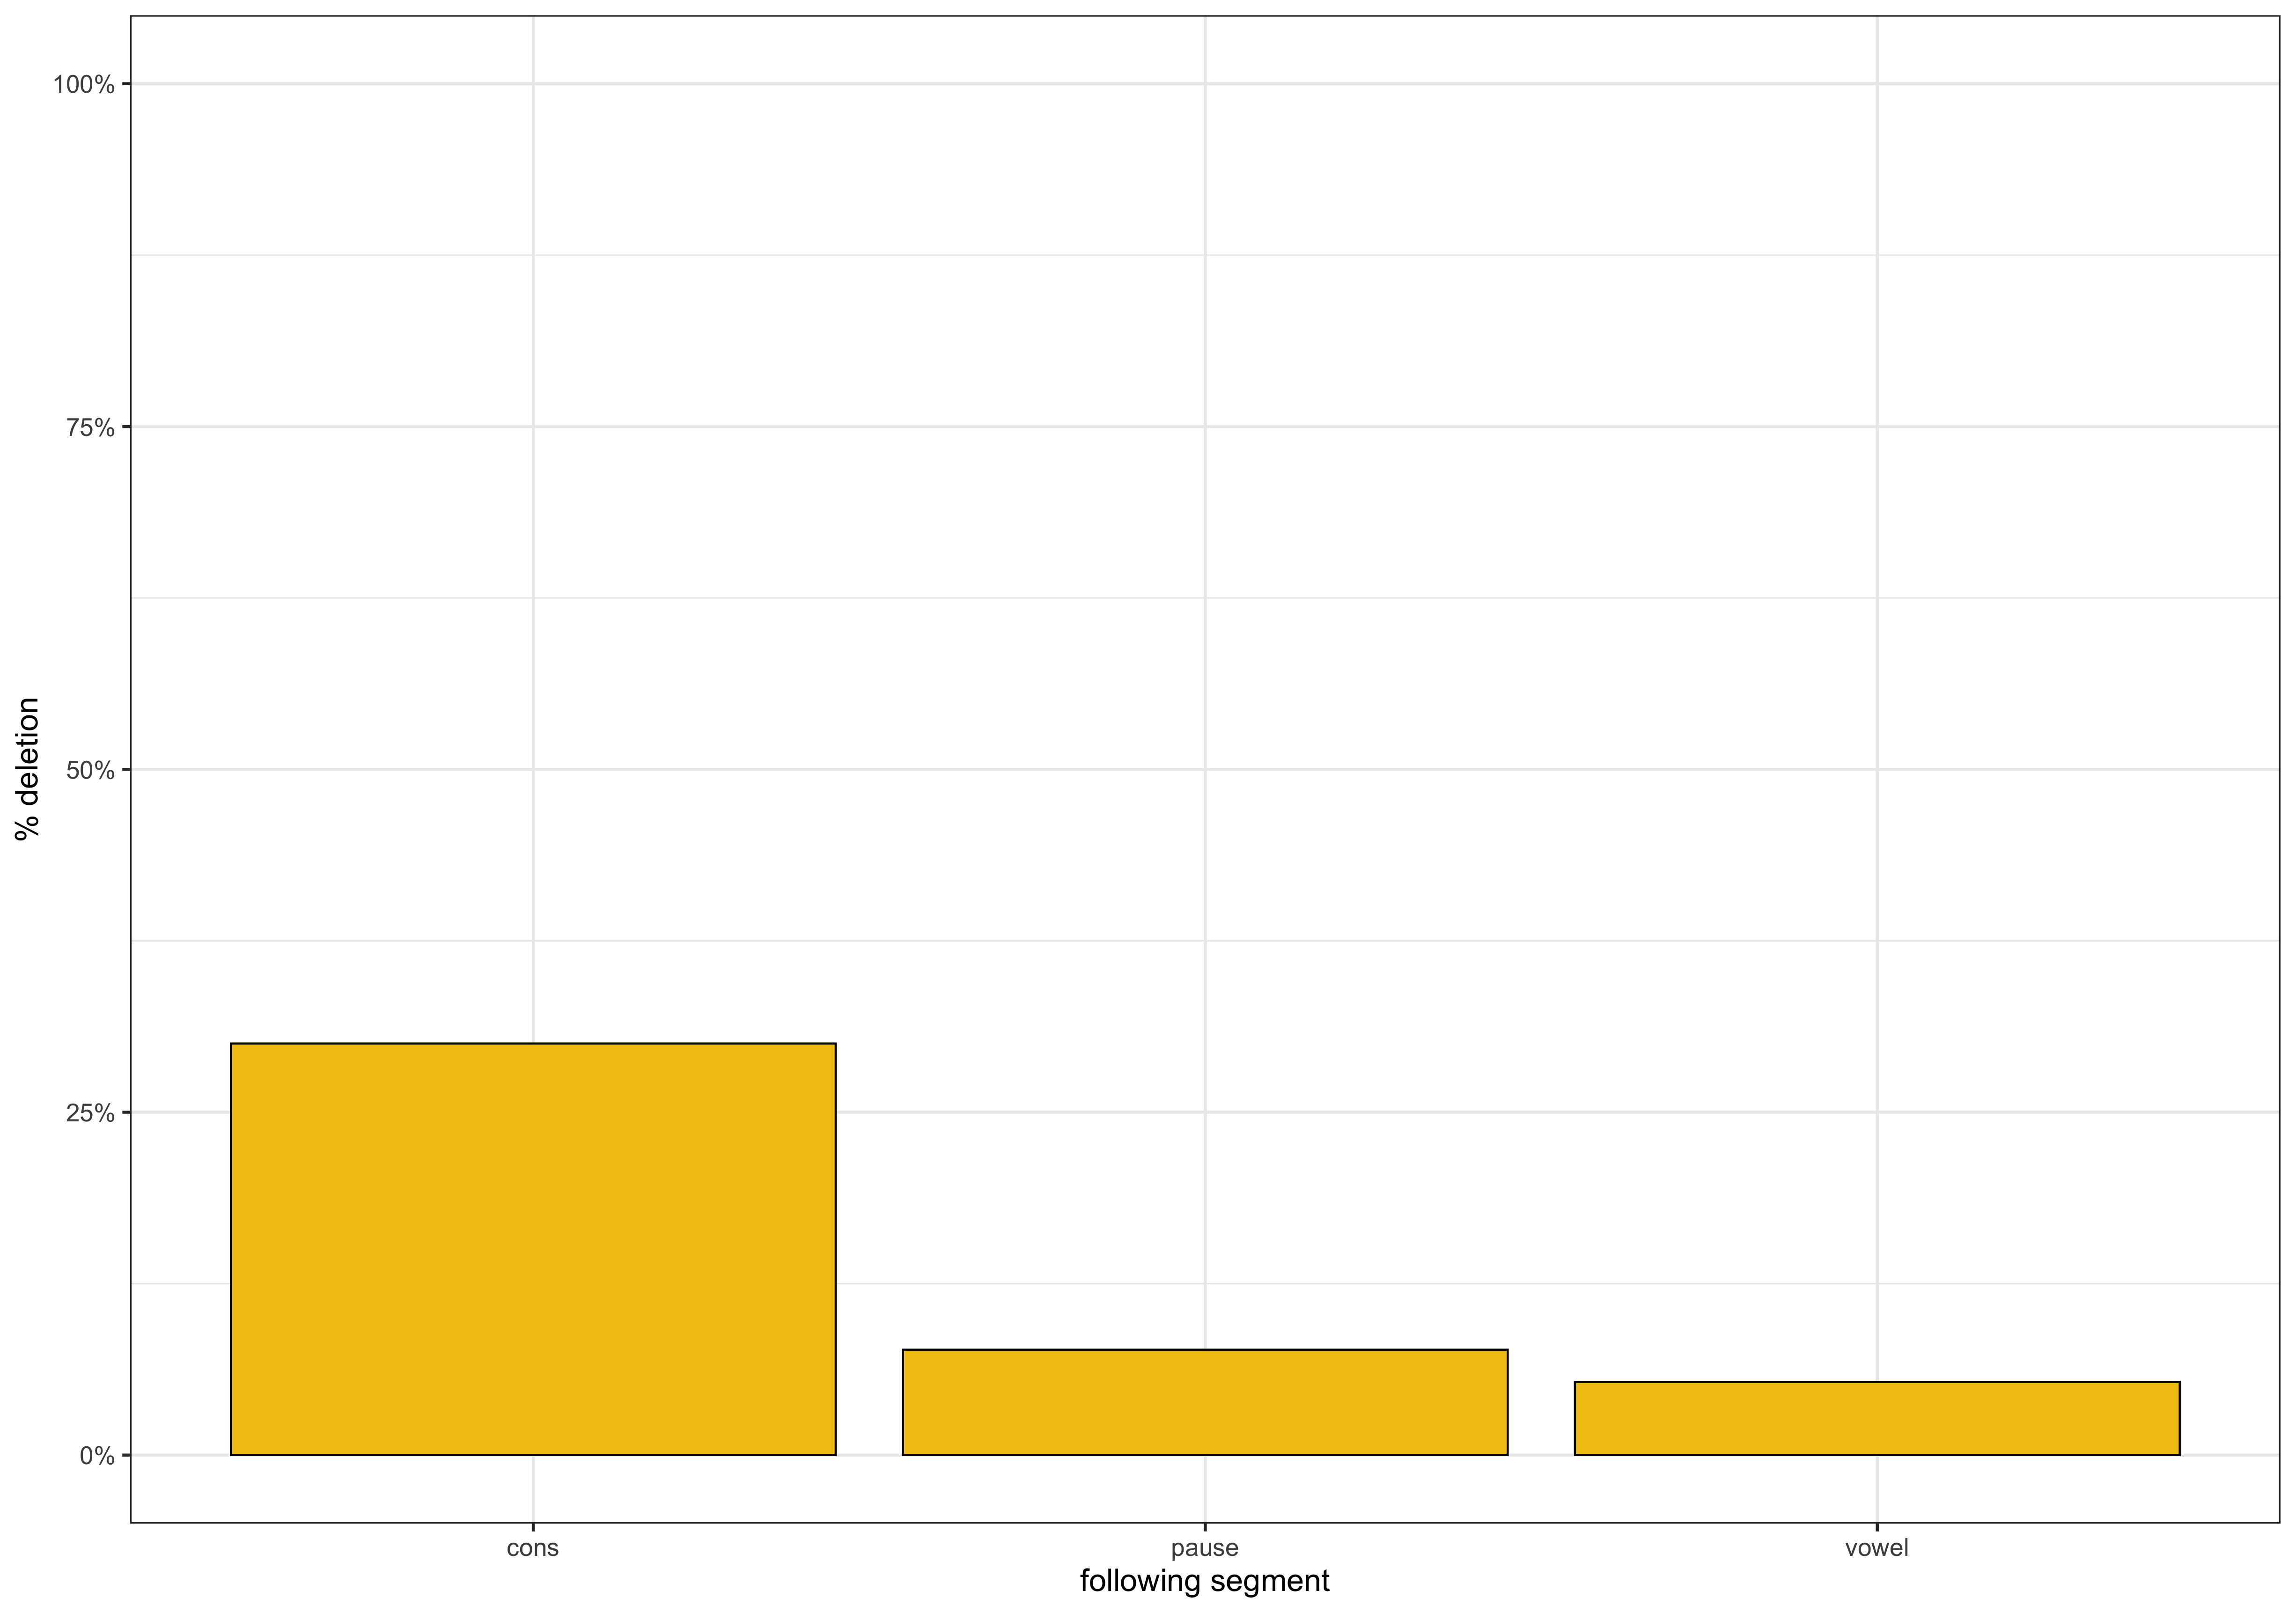 100%
75%
50%
25%
0%
% deletion
cons
pause
vowel
following segment